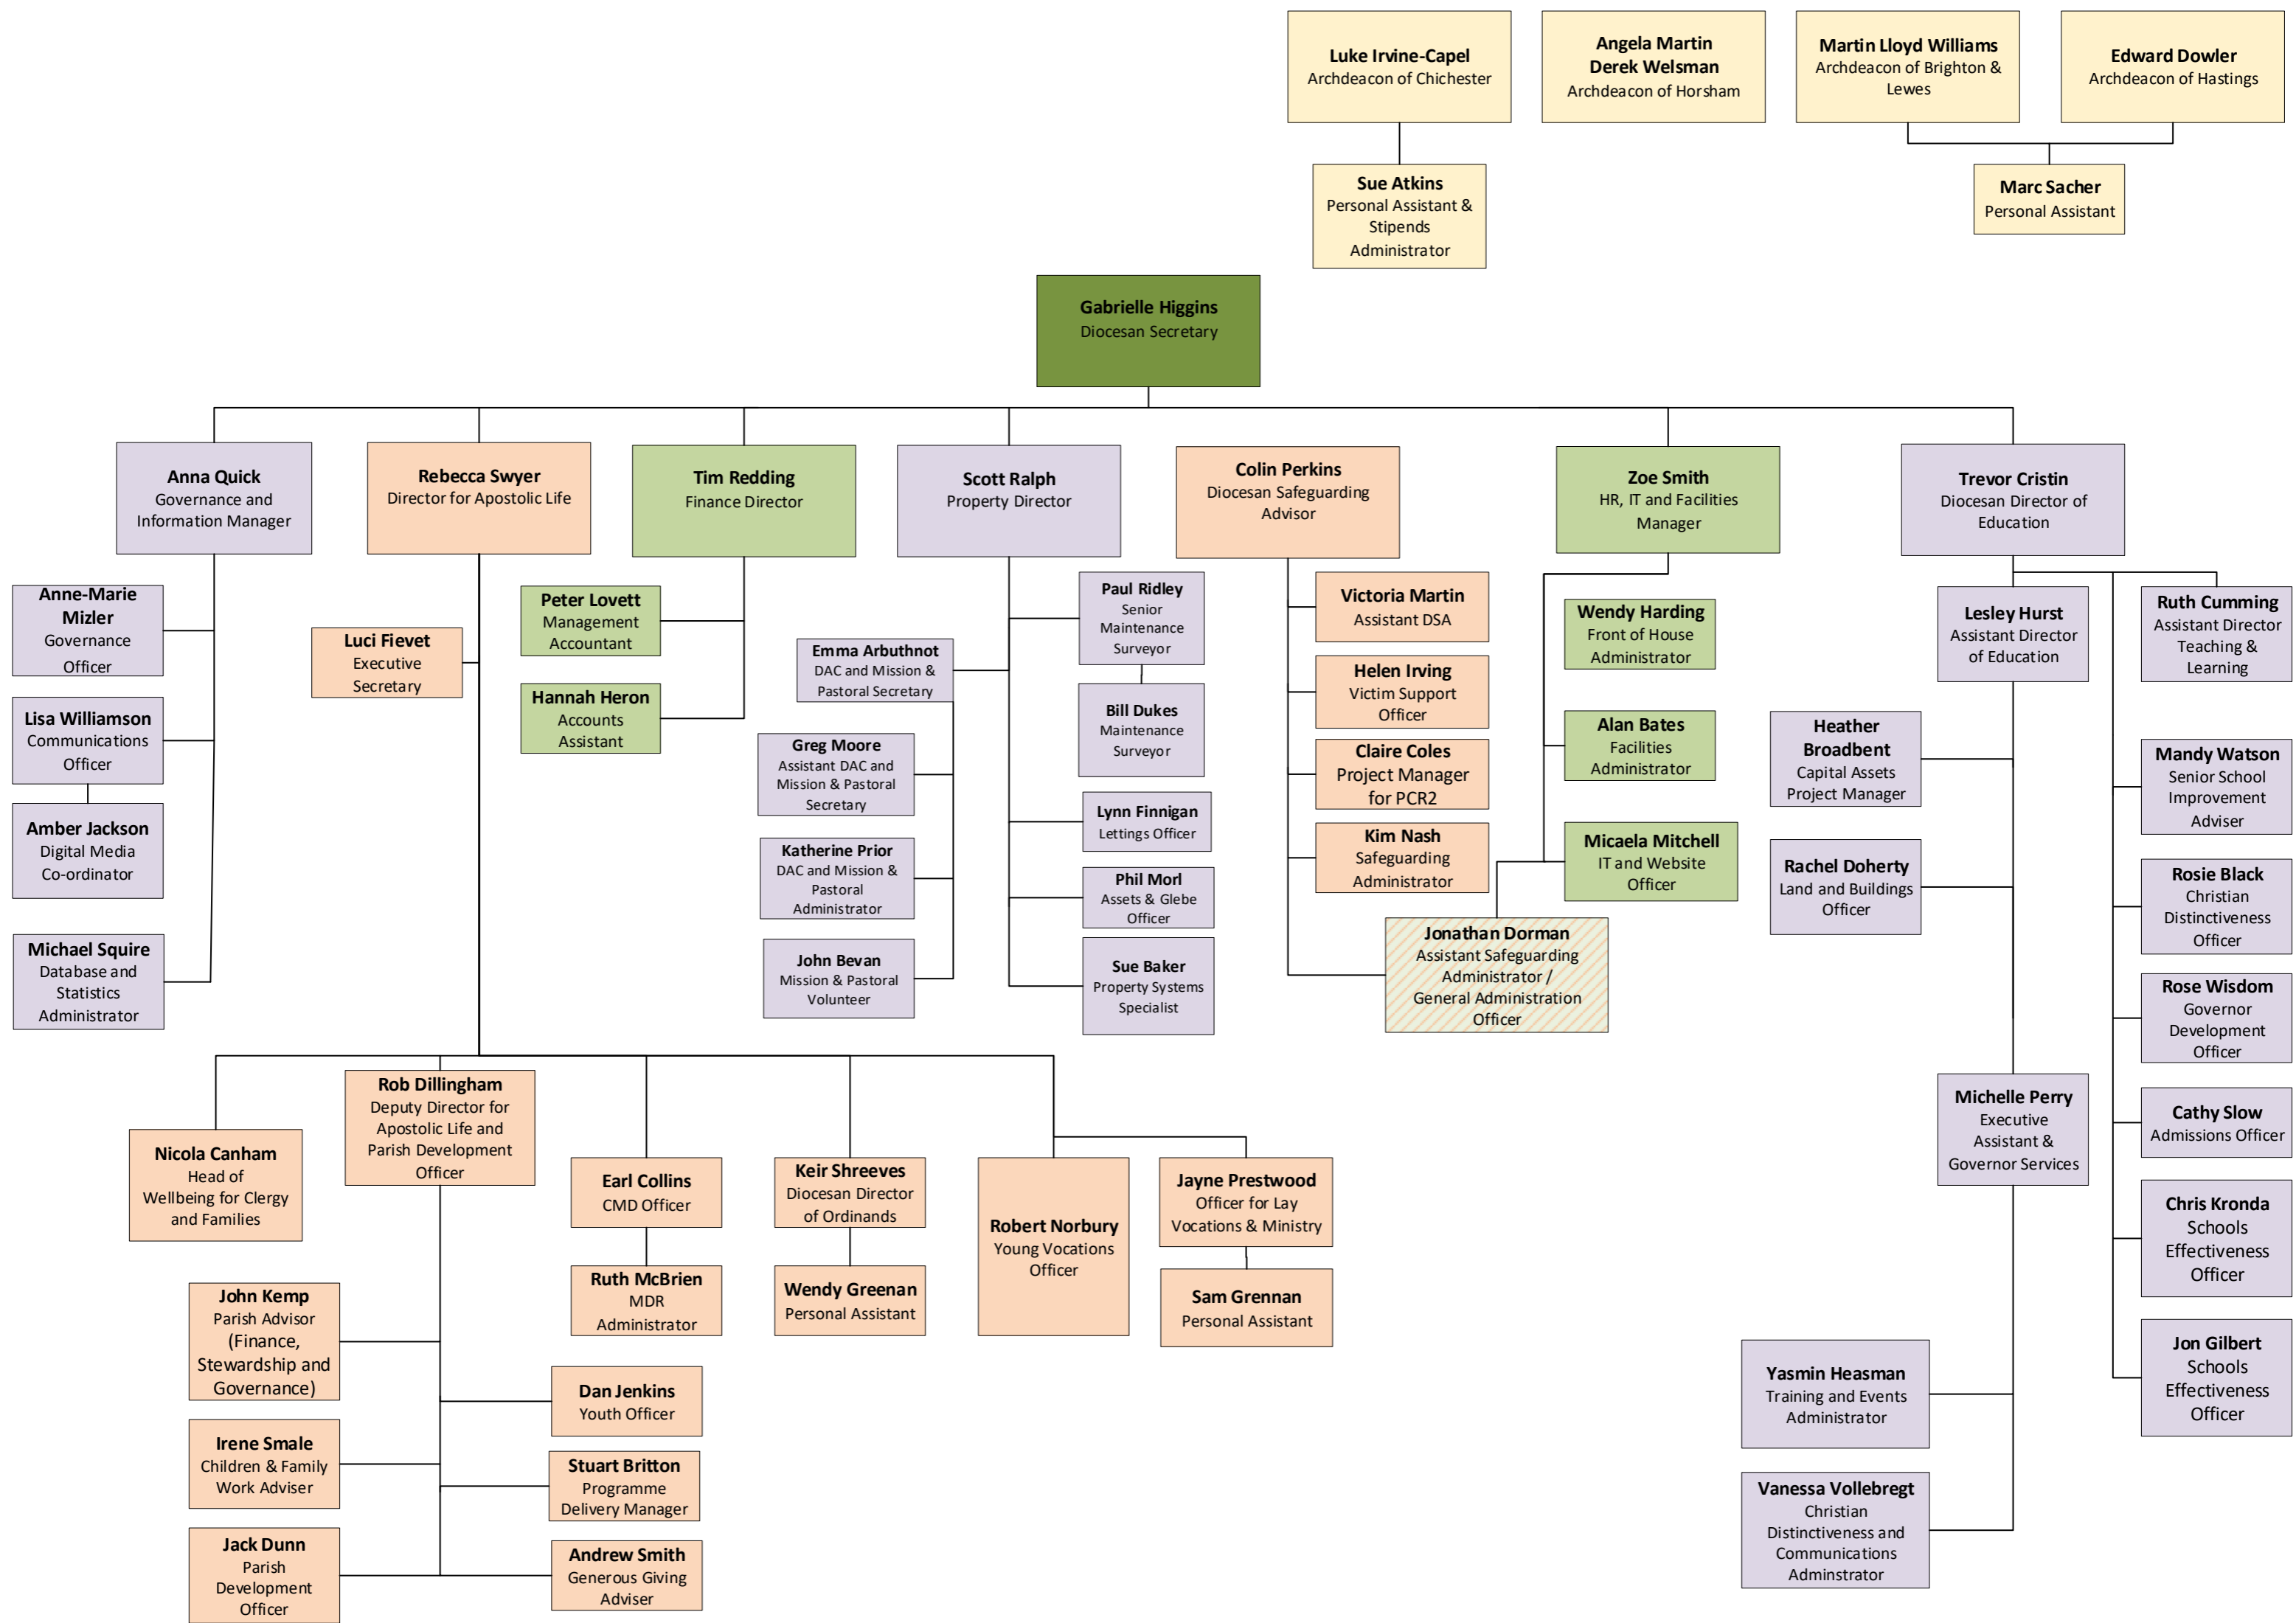 Luke Irvine-Capel
Archdeacon of Chichester
Angela Martin
Derek Welsman
Archdeacon of Horsham
Martin Lloyd Williams
Archdeacon of Brighton &
Lewes
Edward Dowler
Archdeacon of Hastings
Sue Atkins
Personal Assistant &
Stipends
Administrator
Marc Sacher
Personal Assistant
Gabrielle Higgins
Diocesan Secretary
Anna Quick
Governance and
Information Manager
Rebecca Swyer
Director for Apostolic Life
Tim Redding
Finance Director
Scott Ralph
Property Director
Colin Perkins
Diocesan Safeguarding
Advisor
Zoe Smith
HR, IT and Facilities
Manager
Trevor Cristin
Diocesan Director of
Education
Anne-Marie
Mizler
Governance
Officer
Lisa Williamson
Communications
Officer
Amber Jackson
Digital Media
Co-ordinator
Michael Squire
Database and
Statistics
Administrator
Luci Fievet
Executive
Secretary
Peter Lovett
Management
Accountant
Hannah Heron
Accounts
Assistant
Emma Arbuthnot
DAC and Mission &
Pastoral Secretary
Greg Moore
Assistant DAC and
Mission & Pastoral
Secretary
Katherine Prior
DAC and Mission &
Pastoral
Administrator
John Bevan
Mission & Pastoral
Volunteer
Paul Ridley
Senior
Maintenance
Surveyor
Bill Dukes
Maintenance
Surveyor
Lynn Finnigan
Lettings Officer
Phil Morl
Assets & Glebe
Officer
Sue Baker
Property Systems
Specialist
Victoria Martin
Assistant DSA
Helen Irving
Victim Support
Officer
Claire Coles
Project Manager
for PCR2
Kim Nash
Safeguarding
Administrator
Wendy Harding
Front of House
Administrator
Alan Bates
Facilities
Administrator
Micaela Mitchell
IT and Website
Officer
Jonathan Dorman
Assistant Safeguarding
Administrator /
General Administration
Officer
Lesley Hurst
Assistant Director
of Education
Heather
Broadbent
Capital Assets
Project Manager
Rachel Doherty
Land and Buildings
Officer
Michelle Perry
Executive
Assistant &
Governor Services
Yasmin Heasman
Training and Events
Administrator
Vanessa Vollebregt
Christian
Distinctiveness and
Communications
Adminstrator
Ruth Cumming
Assistant Director
Teaching &
Learning
Mandy Watson
Senior School
Improvement
Adviser
Rosie Black
Christian
Distinctiveness
Officer
Rose Wisdom
Governor
Development
Officer
Cathy Slow
Admissions Officer
Chris Kronda
Schools
Effectiveness
Officer
Jon Gilbert
Schools
Effectiveness
Officer
Nicola Canham
Head of
Wellbeing for Clergy
and Families
Rob Dillingham
Deputy Director for
Apostolic Life and
Parish Development
Officer
Earl Collins
CMD Officer
Ruth McBrien
MDR
Administrator
Keir Shreeves
Diocesan Director
of Ordinands
Wendy Greenan
Personal Assistant
Robert Norbury
Young Vocations
Officer
Jayne Prestwood
Officer for Lay
Vocations & Ministry
Sam Grennan
Personal Assistant
John Kemp
Parish Advisor
(Finance,
Stewardship and
Governance)
Irene Smale
Children & Family
Work Adviser
Jack Dunn
Parish
Development
Officer
Dan Jenkins
Youth Officer
Stuart Britton
Programme
Delivery Manager
Andrew Smith
Generous Giving
Adviser